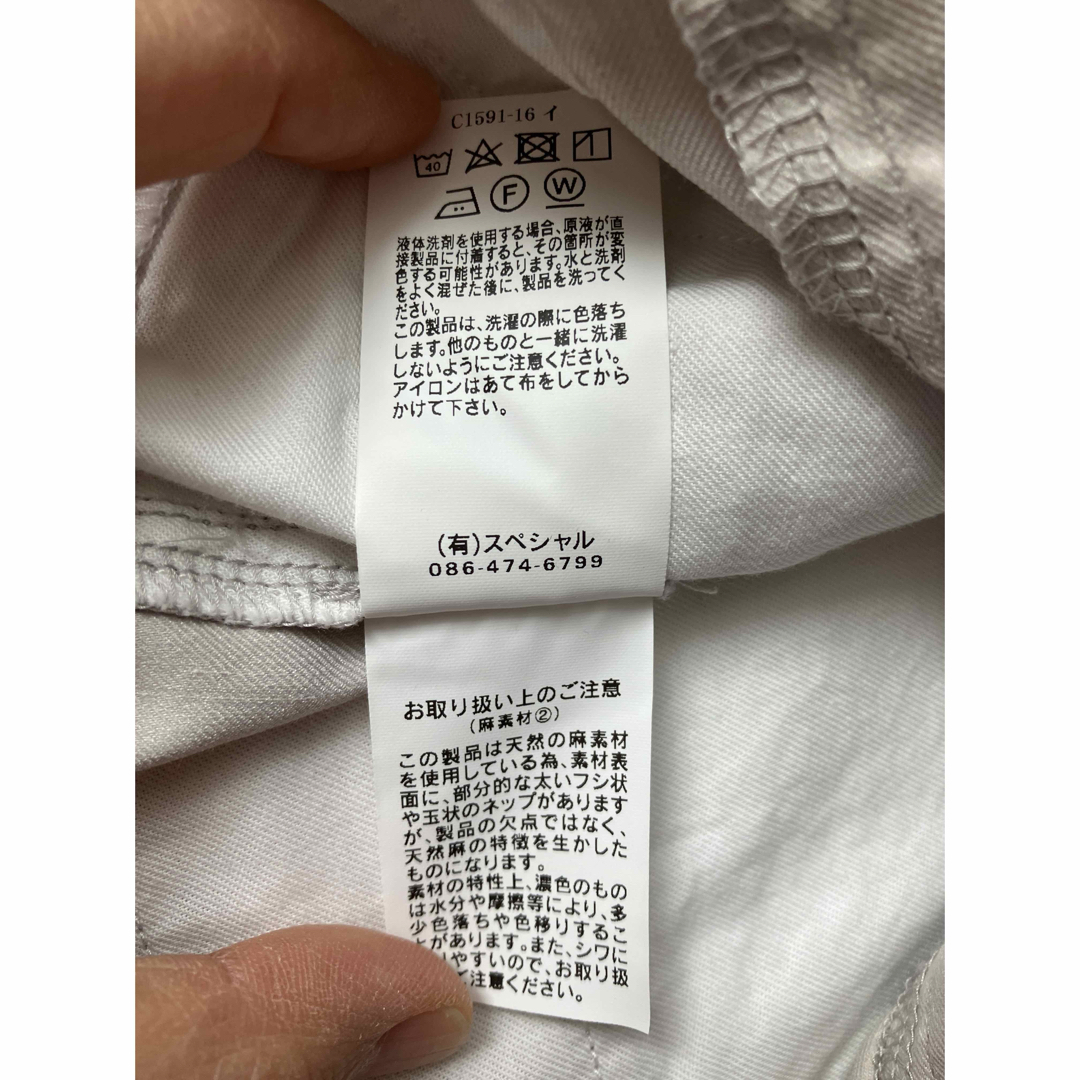 C1591-16 イ
40
F W
液体洗剤を使用する場合、原液が直
接製品に付着すると、その箇所が変
色する可能性があります。水と洗剤
をよく混ぜた後に、製品を洗ってく
ださい。
この製品は、洗濯の際に色落ち
します。他のものと一緒に洗濯
しないようにご注意ください。
アイロンはあて布をしてから
かけて下さい。
(有)スペシャル
086-474-6799
お取り扱い上のご注意
(麻素材②)
この製品は天然の麻素材
を使用している為、素材表
面に、部分的な太いフシ状
や玉状のネップがあります
が、製品の欠点ではなく、
天然麻の特徴を生かした
ものになります。
素材の特性上、濃色のもの
は水分や摩擦等により、多
少色落ちや色移りするこ
とがあります。また、シワに
りやすいので、お取り扱
ご注意ください。